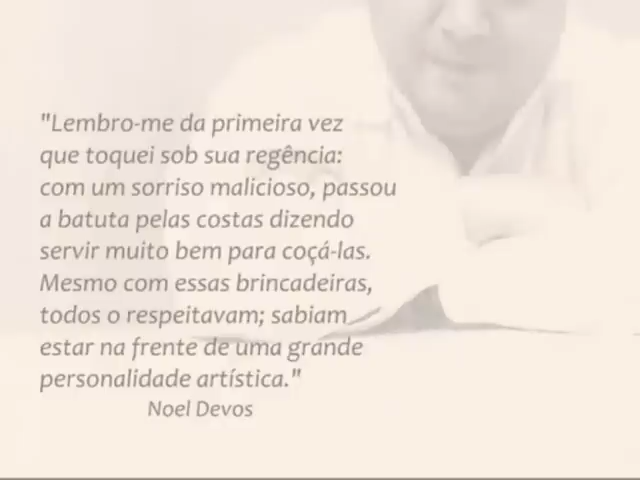 "Lembro-me da primeira vez
que toquei sob sua regência:
com um sorriso malicioso, passou
a batuta pelas costas dizendo
servir muito bem para coçá-las.
Mesmo com essas brincadeiras,
todos o respeitavam; sabiam
estar na frente de uma grande
personalidade artística."
Noel Devos